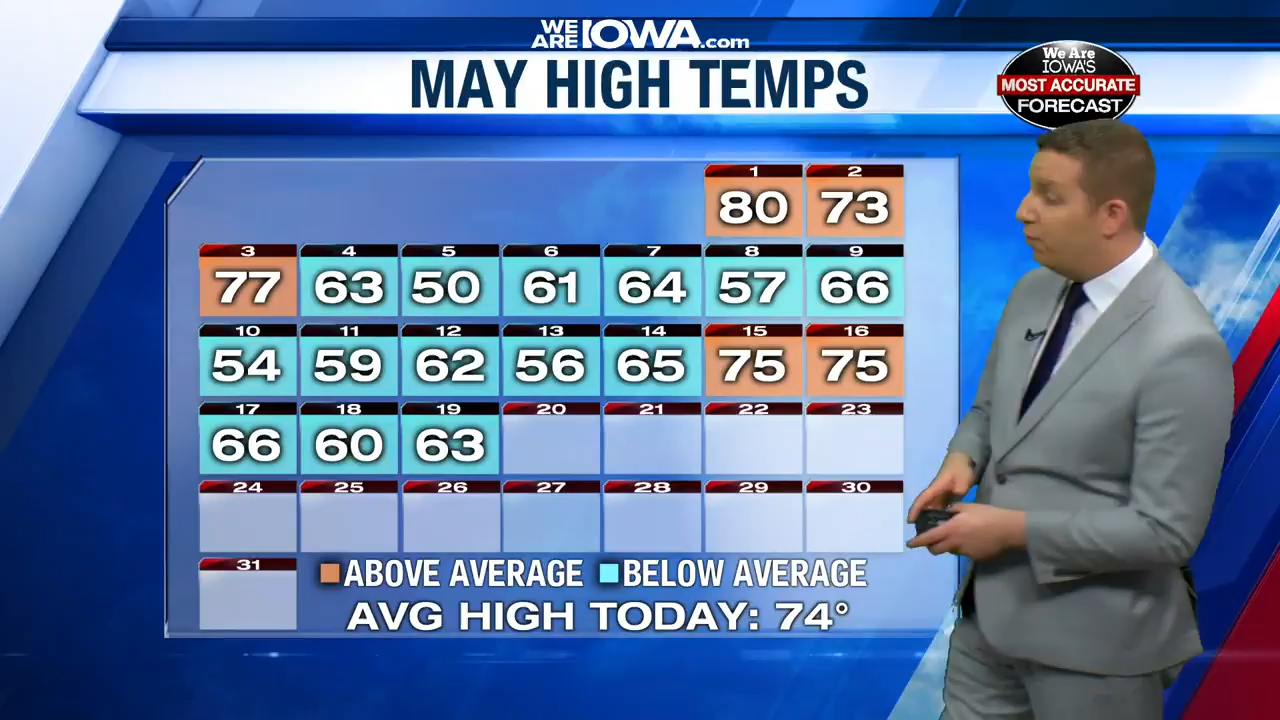 WE ARE IOWA.com
MAY HIGH TEMPS
We Are
IOWA'S
MOST ACCURATE
FORECAST
1 2
80 73
3 4 5 6 7 8 9
77 63 50 61 64 57 66
10 11 12 13 14 15 16
54 59 62 56 65 75 75
17 18 19 20 21 22 23
66 60 63
24 25 26 27 28 29 30
31
ABOVE AVERAGE BELOW AVERAGE
AVG HIGH TODAY: 74°